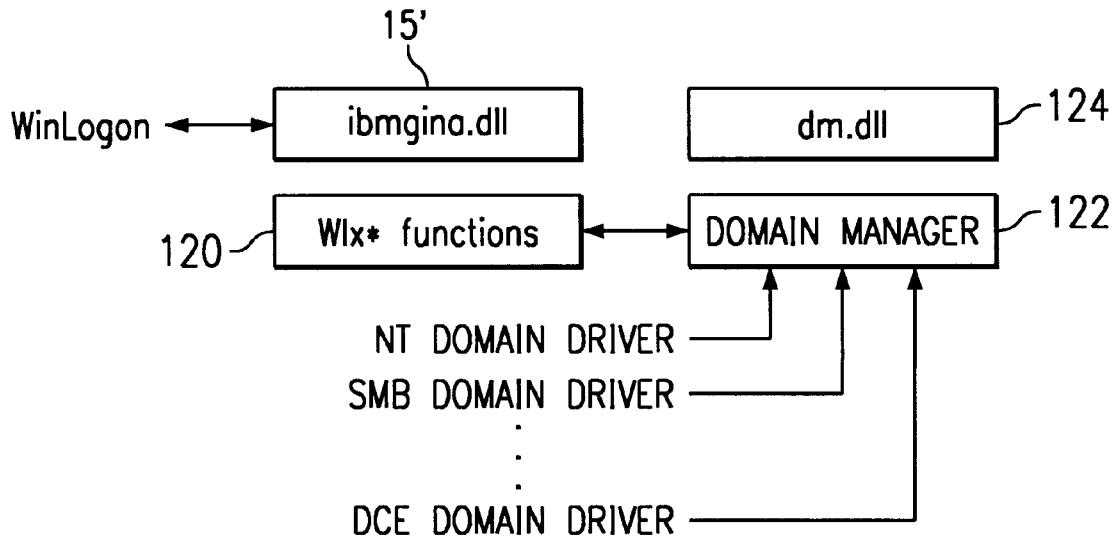 15'
WinLogon ibmgina.dll dm.dll 124
120 Wlx* functions DOMAIN MANAGER 122
NT DOMAIN DRIVER
SMB DOMAIN DRIVER
.
.
.
DCE DOMAIN DRIVER